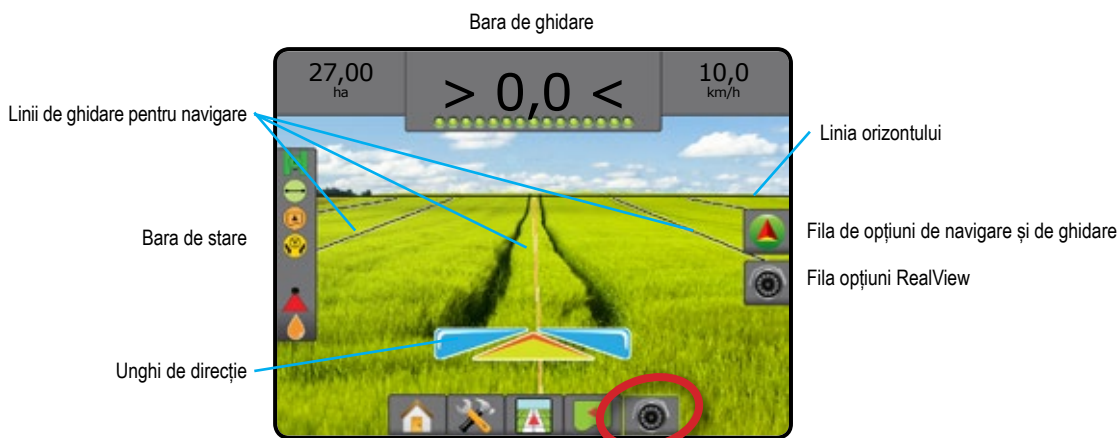 Bara de ghidare
27,00
ha
> 0,0 <
10,0
km/h
Linii de ghidare pentru navigare
Linia orizontului
Bara de stare
Fila de opțiuni de navigare și de ghidare
Fila opțiuni RealView
Unghi de direcție